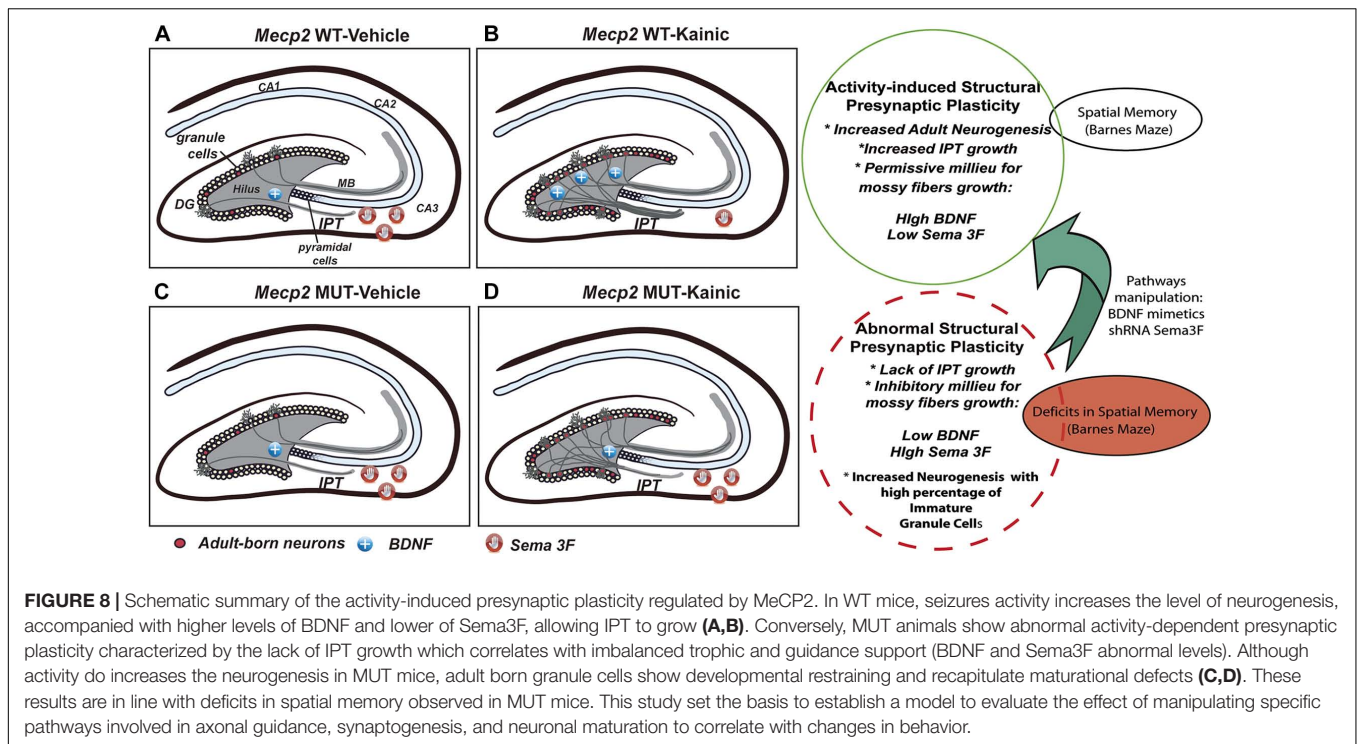 A
Mecp2 WT-Vehicle
CA1
CA2
granule
cells
Hilus
MB
DG
CA3
IPT
pyramidal
cells
B
Mecp2 WT-Kainic
IPT
C
Mecp2 MUT-Vehicle
IPT
D
Mecp2 MUT-Kainic
IPT
Adult-born neurons
BDNF
Sema 3F
Activity-induced Structural
Presynaptic Plasticity
* Increased Adult Neurogenesis
*Increased IPT growth
* Permissive millieu for
mossy fibers growth:
HIgh BDNF
Low Sema 3F
Spatial Memory
(Barnes Maze)
Pathways
manipulation:
BDNF mimetics
shRNA Sema3F
Abnormal Structural
Presynaptic Plasticity
* Lack of IPT growth
* Inhibitory millieu for
mossy fibers growth:
Low BDNF
HIgh Sema 3F
* Increased Neurogenesis with
high percentage of
Immature
Granule Cells
Deficits in Spatial Memory
(Barnes Maze)
FIGURE 8 | Schematic summary of the activity-induced presynaptic plasticity regulated by MeCP2. In WT mice, seizures activity increases the level of neurogenesis,
accompanied with higher levels of BDNF and lower of Sema3F, allowing IPT to grow (A,B). Conversely, MUT animals show abnormal activity-dependent presynaptic
plasticity characterized by the lack of IPT growth which correlates with imbalanced trophic and guidance support (BDNF and Sema3F abnormal levels). Although
activity do increases the neurogenesis in MUT mice, adult born granule cells show developmental restraining and recapitulate maturational defects (C,D). These
results are in line with deficits in spatial memory observed in MUT mice. This study set the basis to establish a model to evaluate the effect of manipulating specific
pathways involved in axonal guidance, synaptogenesis, and neuronal maturation to correlate with changes in behavior.